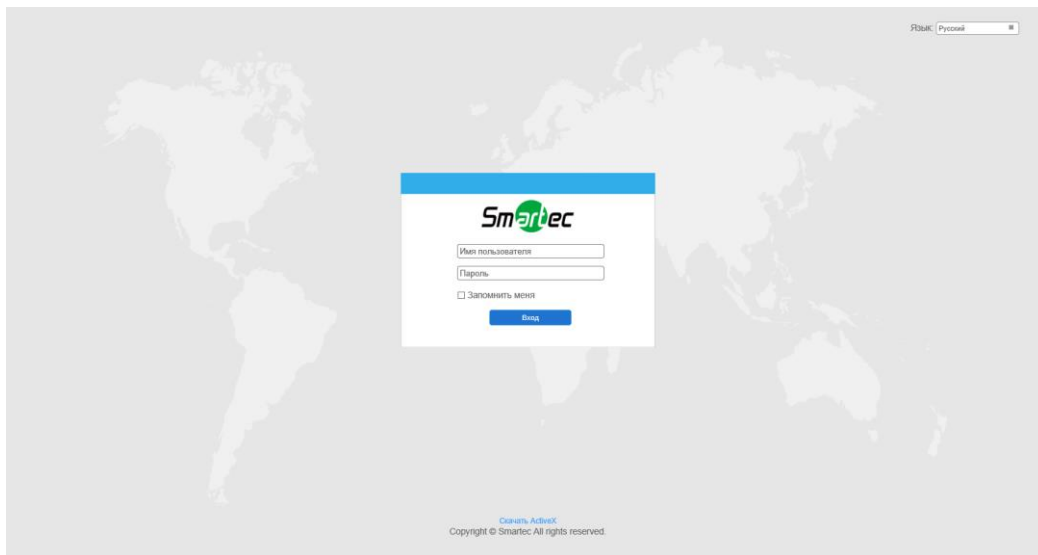 Язык: Русский
Smartec
Имя пользователя
Пароль
Запомнить меня
Вход
Скачать ActiveX
Copyright © Smartec All rights reserved.